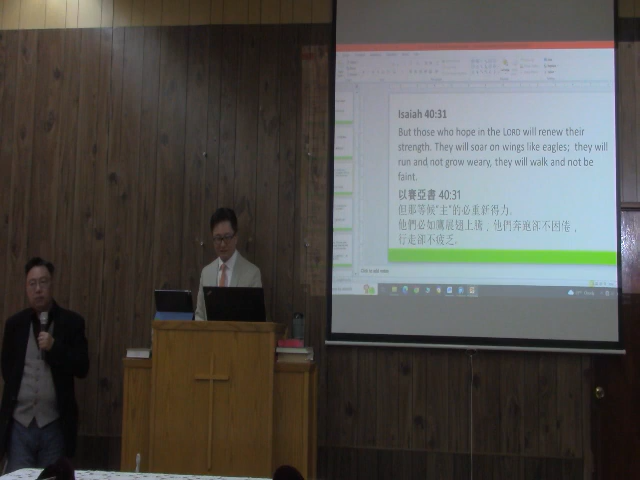 Isaiah 40:31
But those who hope in the LORD will renew their
strength. They will soar on wings like eagles; they will
run and not grow weary, they will walk and not be
faint.
以賽亞書 40:31
但那等候“主”的必重新得力.
他們必如鷹展翅上騰﹐他們奔跑卻不困倦﹐
行走卻不疲乏.